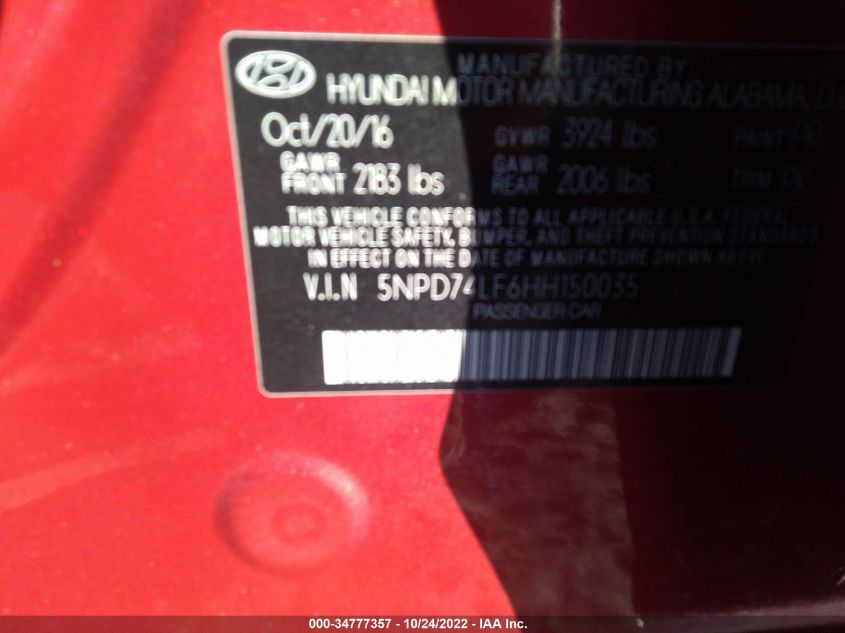 MANUFACTURED BY
HYUNDAI MOTOR MANUFACTURING ALABAMA, LLC
Oct/20/16 GVWR 3924 lbs PAINT PR
GAWR FRONT 2183 lbs GAWR REAR 2006 lbs TRIM PK
THIS VEHICLE CONFORMS TO ALL APPLICABLE U.S.A. FEDERAL
MOTOR VEHICLE SAFETY, BUMPER, AND THEFT PREVENTION STANDARDS
IN EFFECT ON THE DATE OF MANUFACTURE SHOWN ABOVE.
V.I.N 5NPD74LF6HH150035
PASSENGER CAR
000-34777357 - 10/24/2022 - IAA Inc.